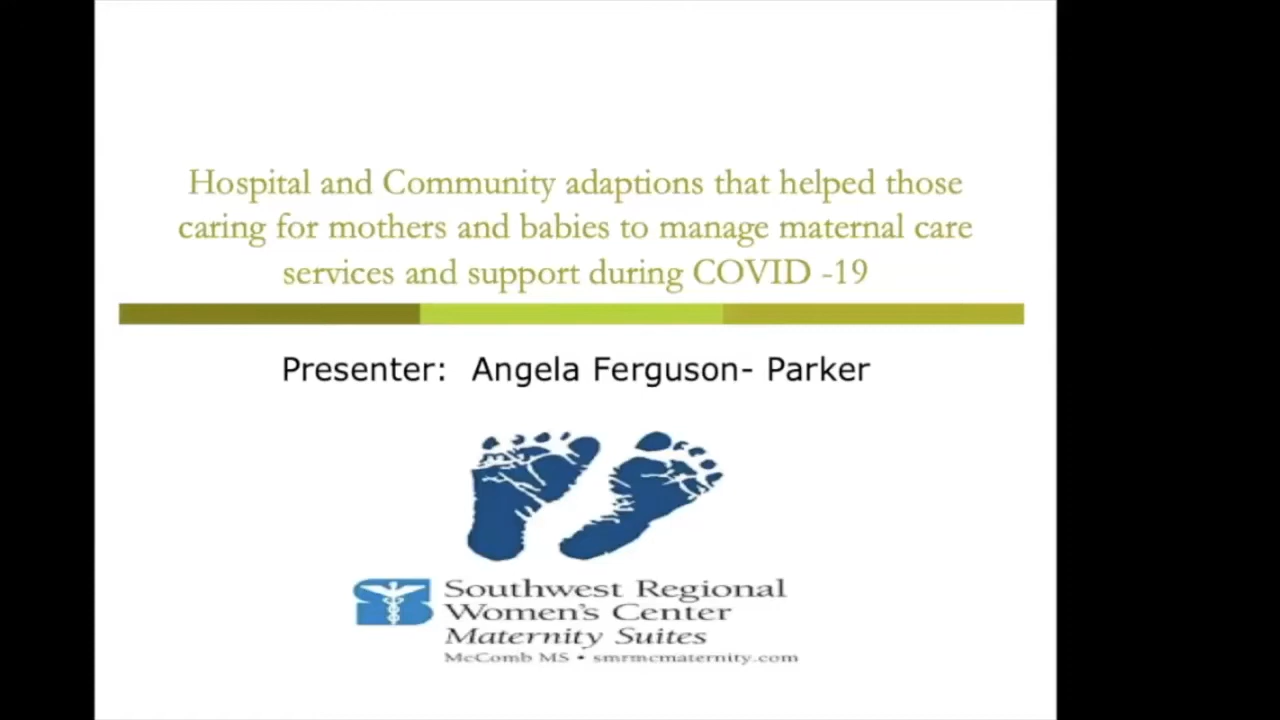 Hospital and Community adaptions that helped those
caring for mothers and babies to manage maternal care
services and support during COVID -19
Presenter: Angela Ferguson- Parker
Southwest Regional
Women's Center
Maternity Suites
McComb MS • smrmcmaternity.com